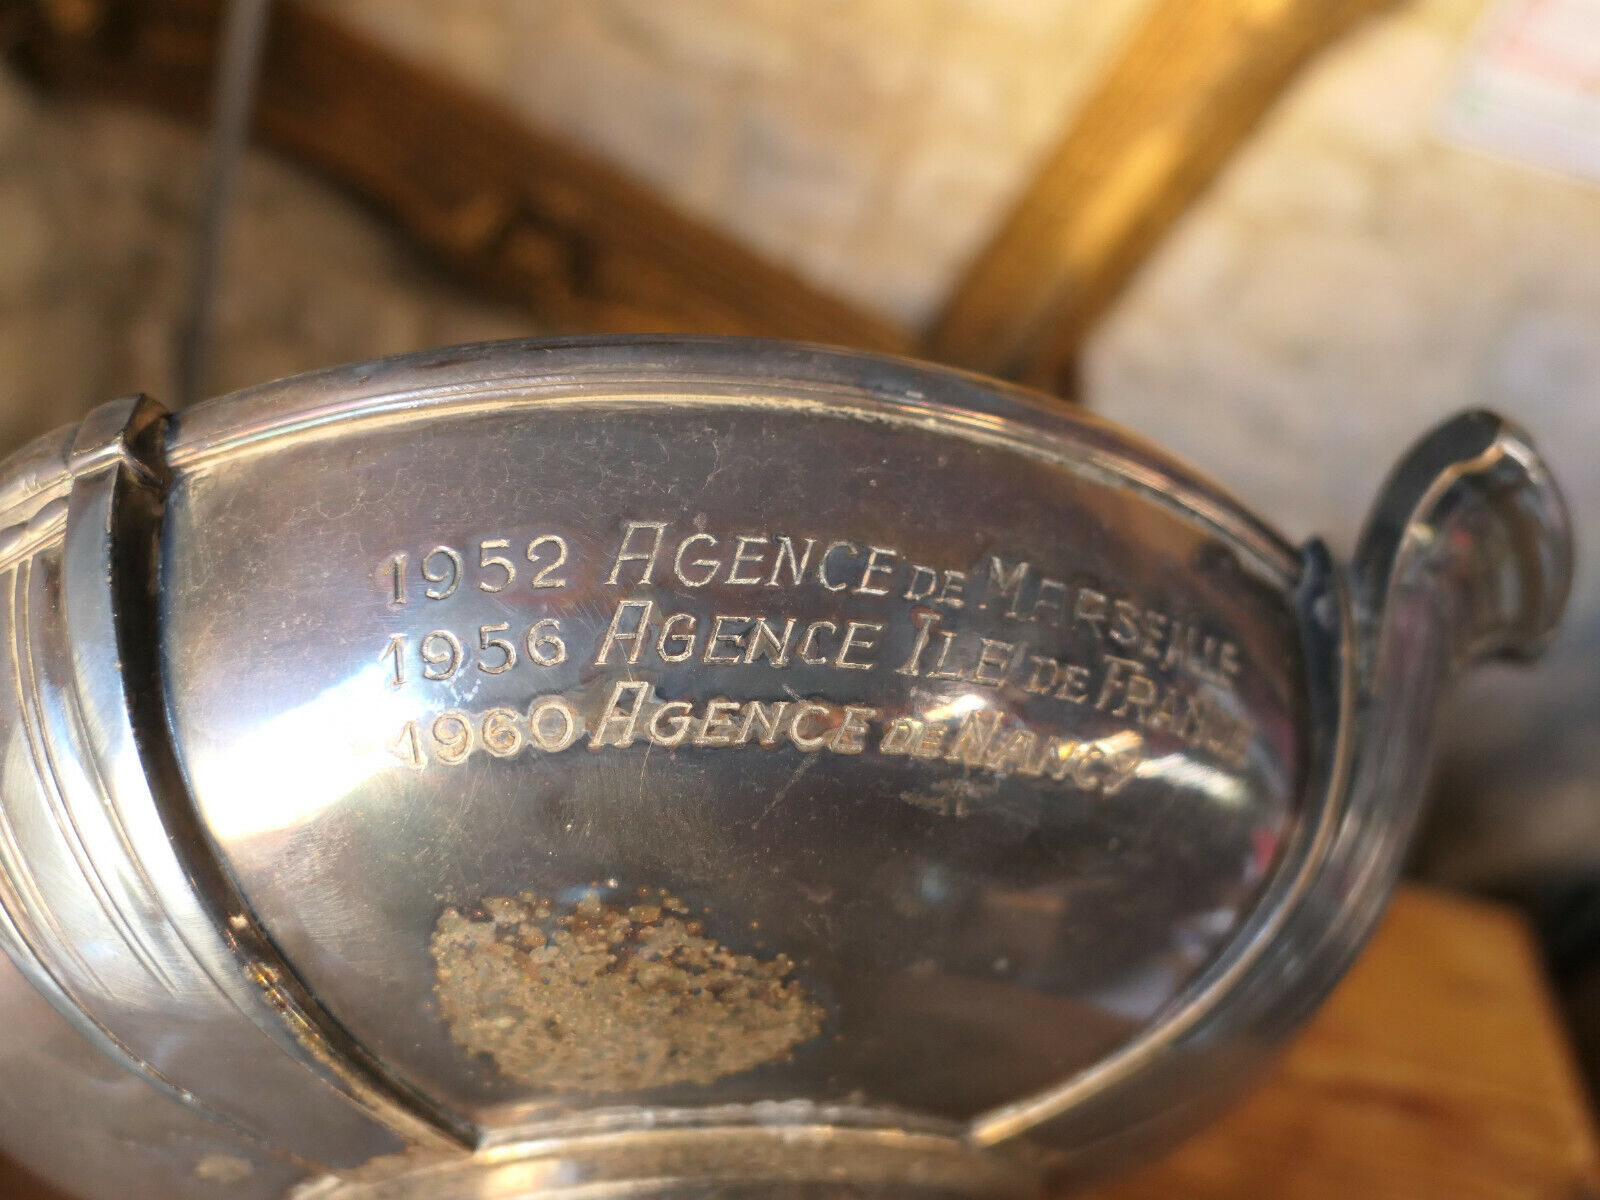 1952 AGENCE DE MARSEILLE
1956 AGENCE ILE DE FRANCE
1960 AGENCE DE NANCY